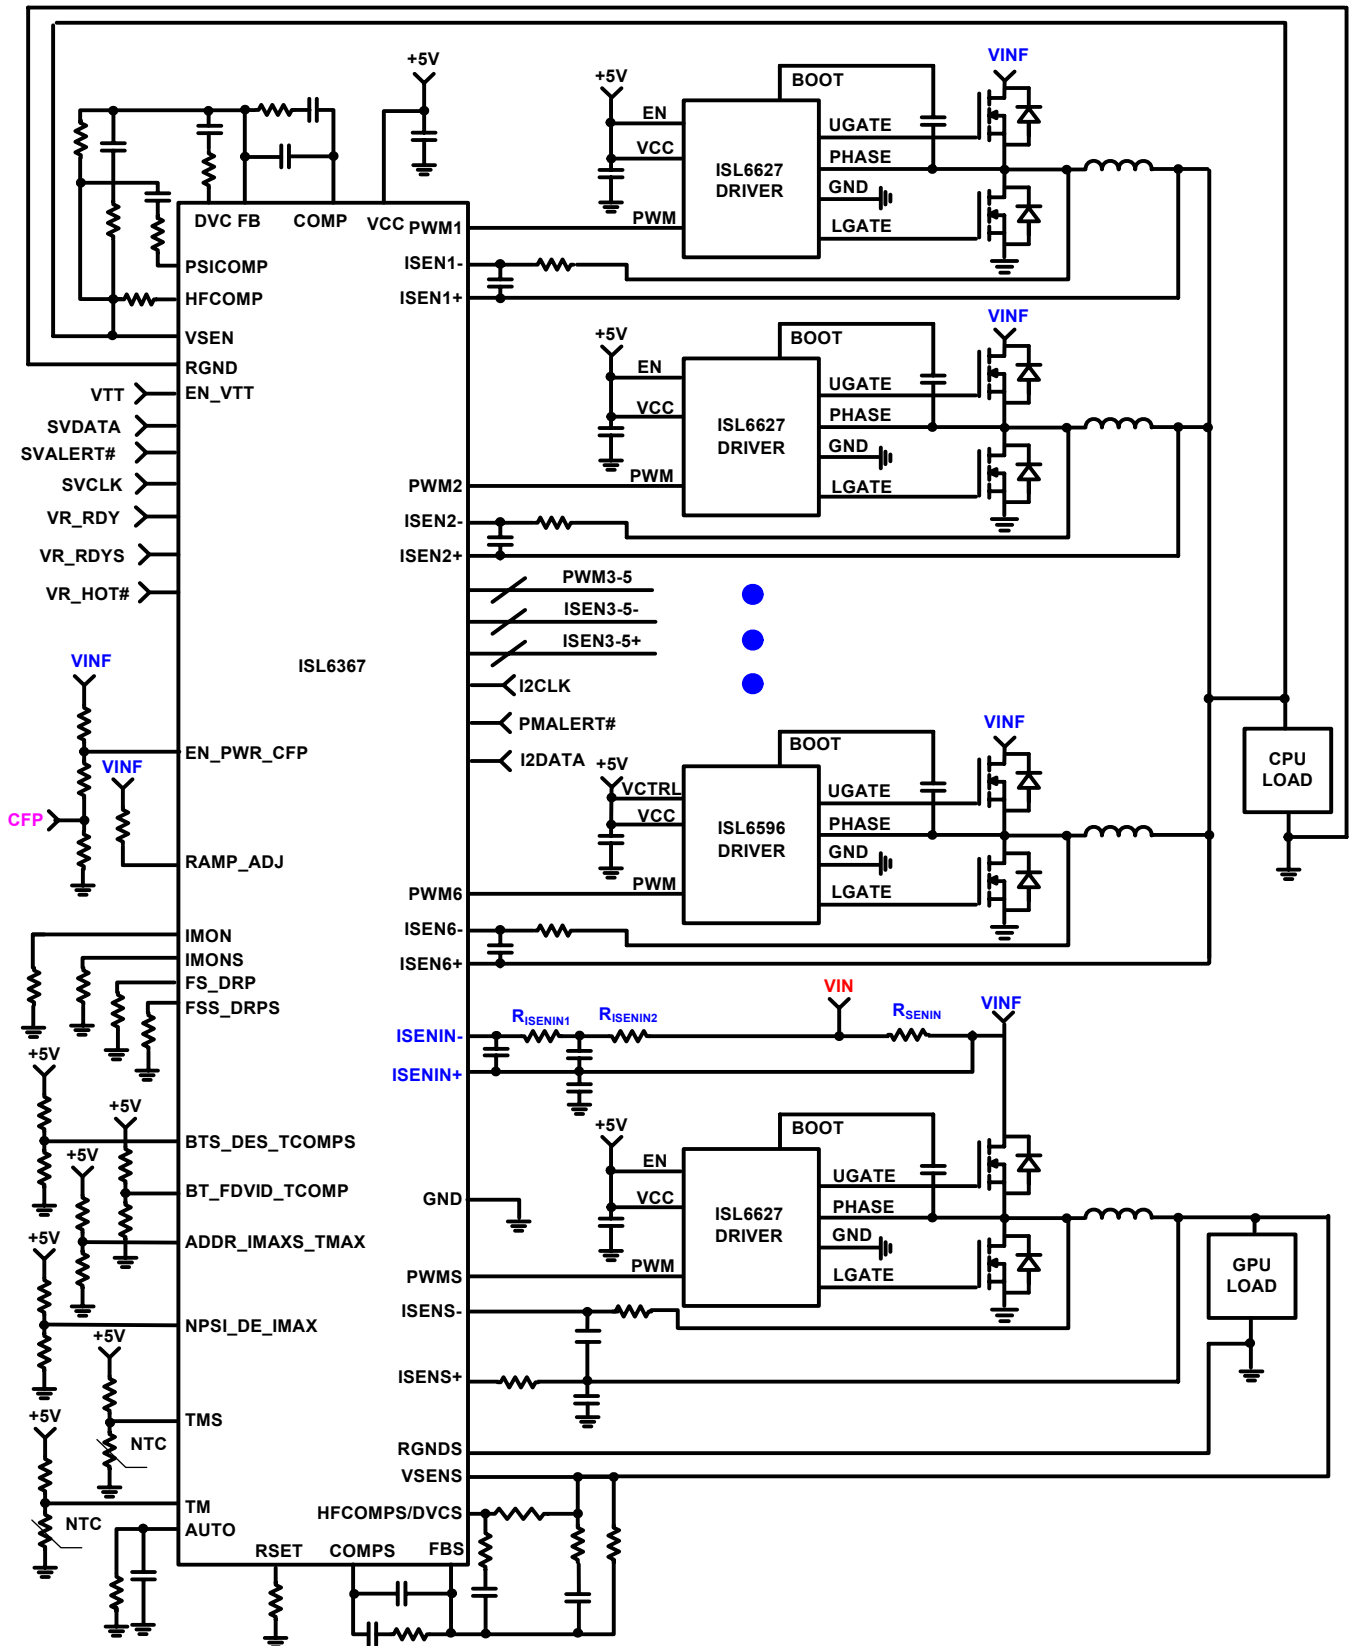 +5V
DVC FB
COMP
VCC
PWM1
PSICOMP
HFCOMP
VSEN
RGND
EN_VTT
VTT
SVDATA
SVALERT#
SVCLK
VR_RDY
VR_RDYS
VR_HOT#
VINF
EN_PWR_CFP
VINF
CFP
RAMP_ADJ
IMON
IMONS
FS_DRP
FSS_DRPS
+5V
+5V
BTS_DES_TCOMPS
+5V
BT_FDVID_TCOMP
+5V
ADDR_IMAXS_TMAX
NPSI_DE_IMAX
+5V
TMS
+5V
NTC
TM
NTC
AUTO
RSET
COMPS
FBS
ISL6367
ISEN1-
ISEN1+
PWM2
ISEN2-
ISEN2+
PWM3-5
ISEN3-5-
ISEN3-5+
I2CLK
PMALERT#
I2DATA
PWM6
ISEN6-
ISEN6+
ISENIN-
ISENIN+
GND
PWMS
ISENS-
ISENS+
RGNDS
VSENS
HFCOMPS/DVCS
+5V
EN
VCC
PWM
ISL6627
DRIVER
BOOT
UGATE
PHASE
GND
LGATE
VINF
+5V
EN
VCC
PWM
ISL6627
DRIVER
BOOT
UGATE
PHASE
GND
LGATE
VINF
+5V
VCTRL
VCC
PWM
ISL6596
DRIVER
BOOT
UGATE
PHASE
GND
LGATE
VINF
CPU
LOAD
RISENIN1
RISENIN2
VIN
RSENIN
VINF
+5V
EN
VCC
PWM
ISL6627
DRIVER
BOOT
UGATE
PHASE
GND
LGATE
GPU
LOAD